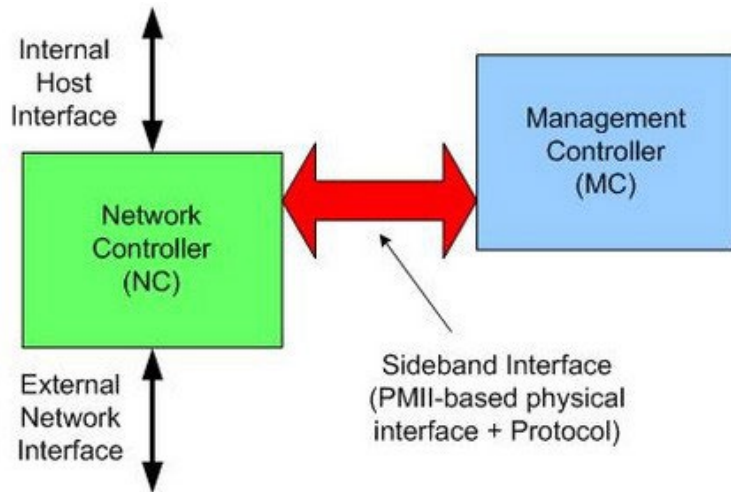 Internal
Host
Interface
Management
Controller
(MC)
Network
Controller
(NC)
External
Network
Interface
Sideband Interface
(PMII-based physical
interface + Protocol)